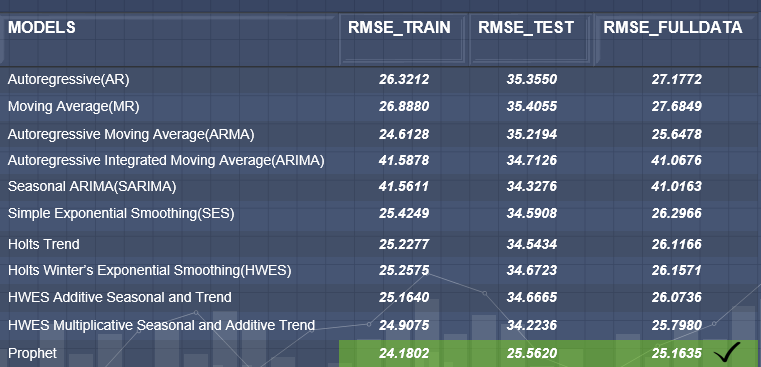 MODELS RMSE_TRAIN RMSE_TEST RMSE_FULLDATA
Autoregressive(AR) 26.3212 35.3550 27.1772
Moving Average(MR) 26.8880 35.4055 27.6849
Autoregressive Moving Average(ARMA) 24.6128 35.2194 25.6478
Autoregressive Integrated Moving Average(ARIMA) 41.5878 34.7126 41.0676
Seasonal ARIMA(SARIMA) 41.5611 34.3276 41.0163
Simple Exponential Smoothing(SES) 25.4249 34.5908 26.2966
Holts Trend 25.2277 34.5434 26.1166
Holts Winter's Exponential Smoothing(HWES) 25.2575 34.6723 26.1571
HWES Additive Seasonal and Trend 25.1640 34.6665 26.0736
HWES Multiplicative Seasonal and Additive Trend 24.9075 34.2236 25.7980
Prophet 24.1802 25.5620 25.1635